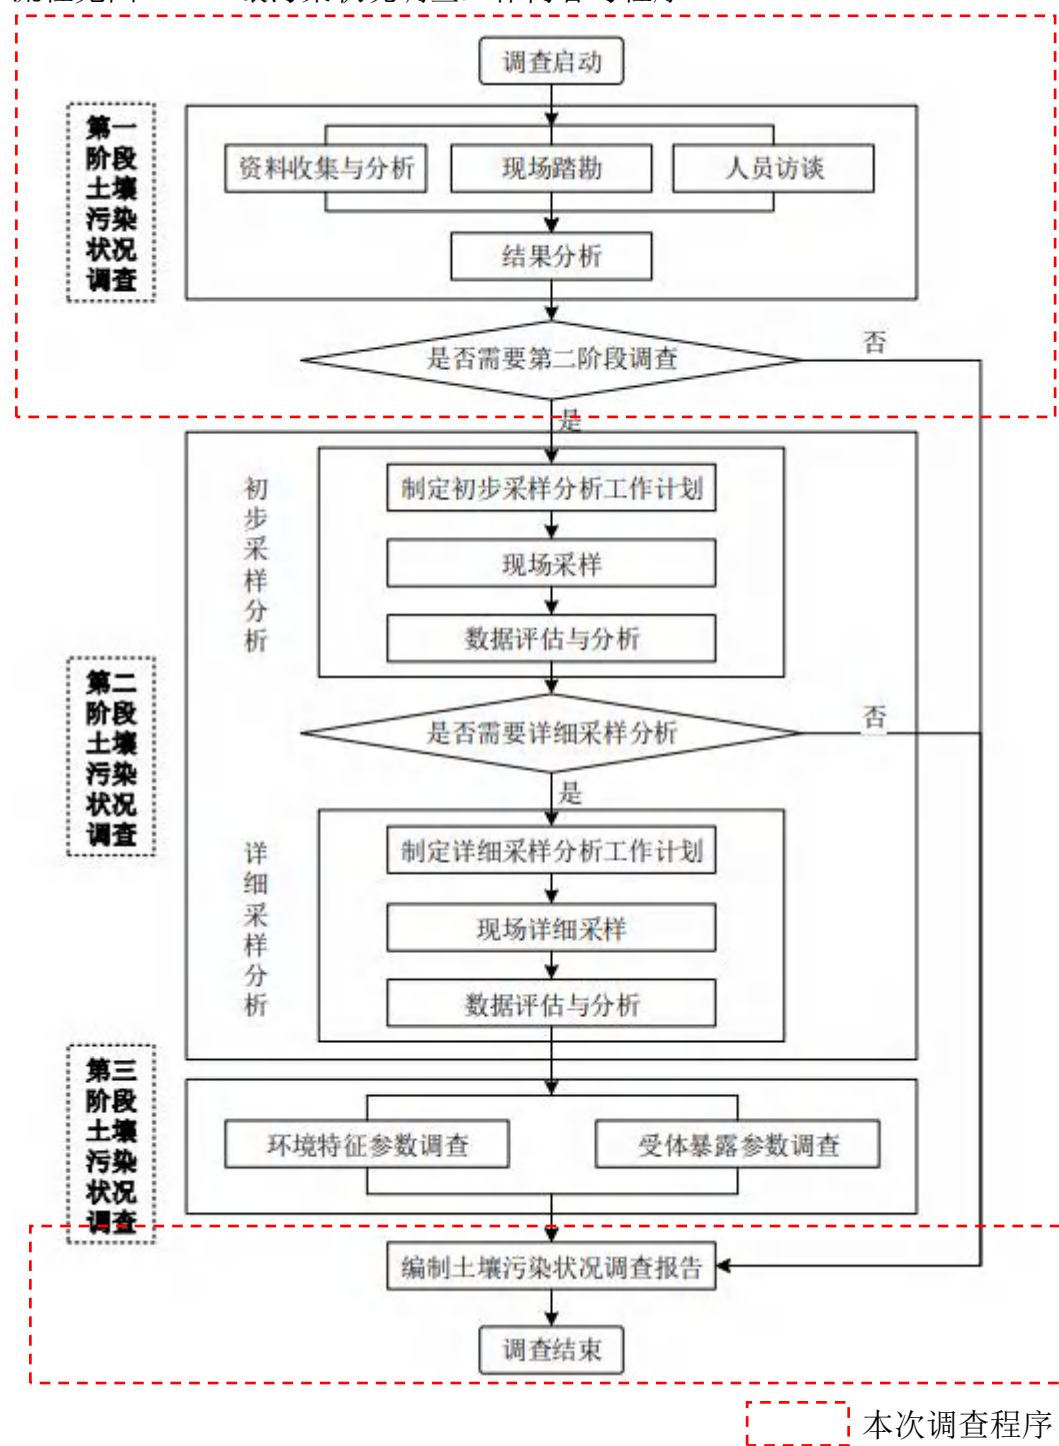 调查启动
第一
阶段
土壤
污染
状况
调查
资料收集与分析
现场踏勘
人员访谈
结果分析
是否需要第二阶段调查
否
是
初
步
采
样
分
析
制定初步采样分析工作计划
现场采样
数据评估与分析
第二
阶段
土壤
污染
状况
调查
是否需要详细采样分析
否
是
详
细
采
样
分
析
制定详细采样分析工作计划
现场详细采样
数据评估与分析
第三
阶段
土壤
污染
状况
调查
环境特征参数调查
受体暴露参数调查
编制土壤污染状况调查报告
调查结束
本次调查程序